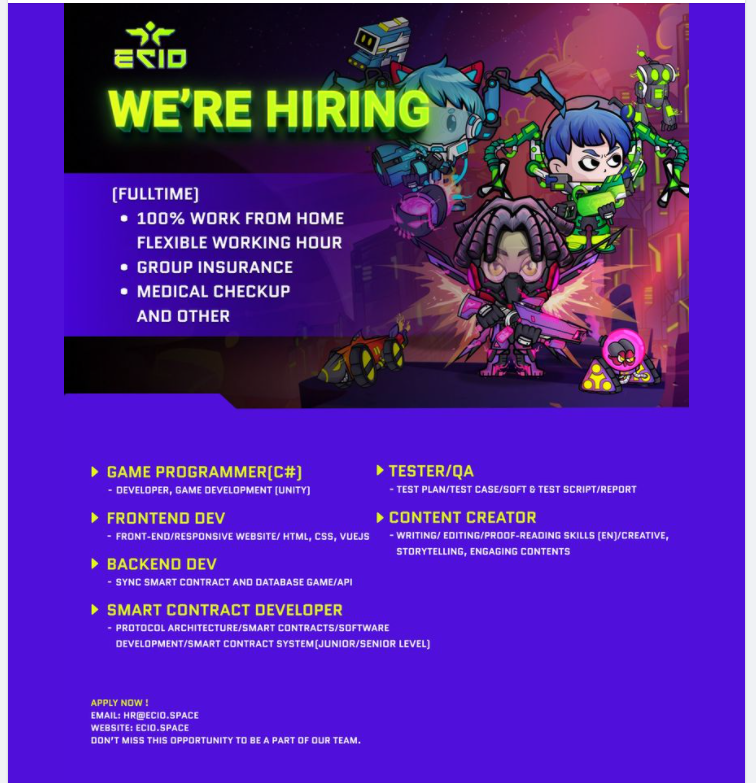 ECIO
WE'RE HIRING
(FULLTIME)
• 100% WORK FROM HOME
FLEXIBLE WORKING HOUR
• GROUP INSURANCE
• MEDICAL CHECKUP
AND OTHER
GAME PROGRAMMER(C#)
- DEVELOPER, GAME DEVELOPMENT (UNITY)
FRONTEND DEV
- FRONT-END/RESPONSIVE WEBSITE/ HTML, CSS, VUEJS
BACKEND DEV
- SYNC SMART CONTRACT AND DATABASE GAME/API
SMART CONTRACT DEVELOPER
- PROTOCOL ARCHITECTURE/SMART CONTRACTS/SOFTWARE
DEVELOPMENT/SMART CONTRACT SYSTEM(JUNIOR/SENIOR LEVEL)
TESTER/QA
- TEST PLAN/TEST CASE/SOFT & TEST SCRIPT/REPORT
CONTENT CREATOR
- WRITING/ EDITING/PROOF-READING SKILLS (EN)/CREATIVE,
STORYTELLING, ENGAGING CONTENTS
APPLY NOW !
EMAIL: HR@ECIO.SPACE
WEBSITE: ECIO.SPACE
DON'T MISS THIS OPPORTUNITY TO BE A PART OF OUR TEAM.